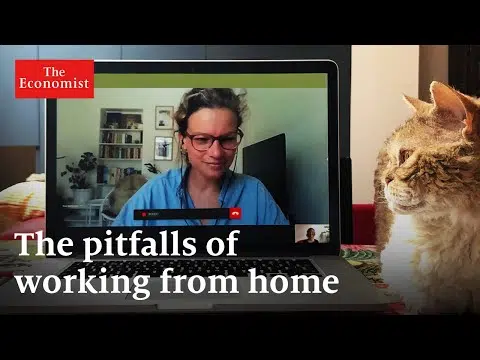 The
Economist
The pitfalls of
working from home